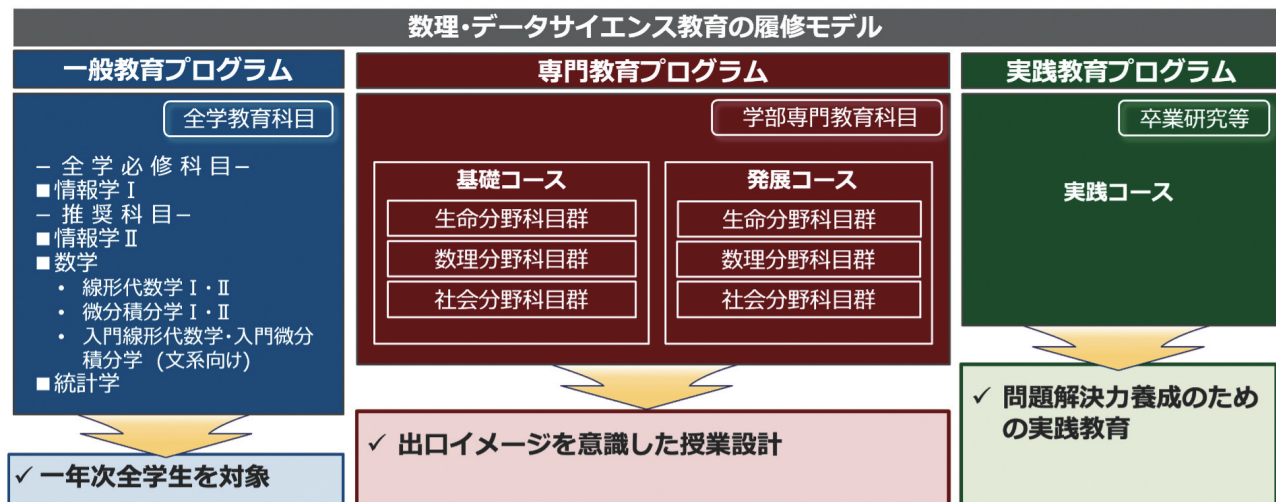 数理・データサイエンス教育の履修モデル
一般教育プログラム
全学教育科目
− 全 学 必 修 科 目−
■情報学Ⅰ
− 推 奨 科 目−
■情報学Ⅱ
■数学
• 線形代数学Ⅰ・Ⅱ
• 微分積分学Ⅰ・Ⅱ
• 入門線形代数学・入門微分
積分学 (文系向け)
■統計学
✓ 一年次全学生を対象
専門教育プログラム
学部専門教育科目
基礎コース
生命分野科目群
数理分野科目群
社会分野科目群
発展コース
生命分野科目群
数理分野科目群
社会分野科目群
✓ 出口イメージを意識した授業設計
実践教育プログラム
卒業研究等
実践コース
✓ 問題解決力養成のため
の実践教育